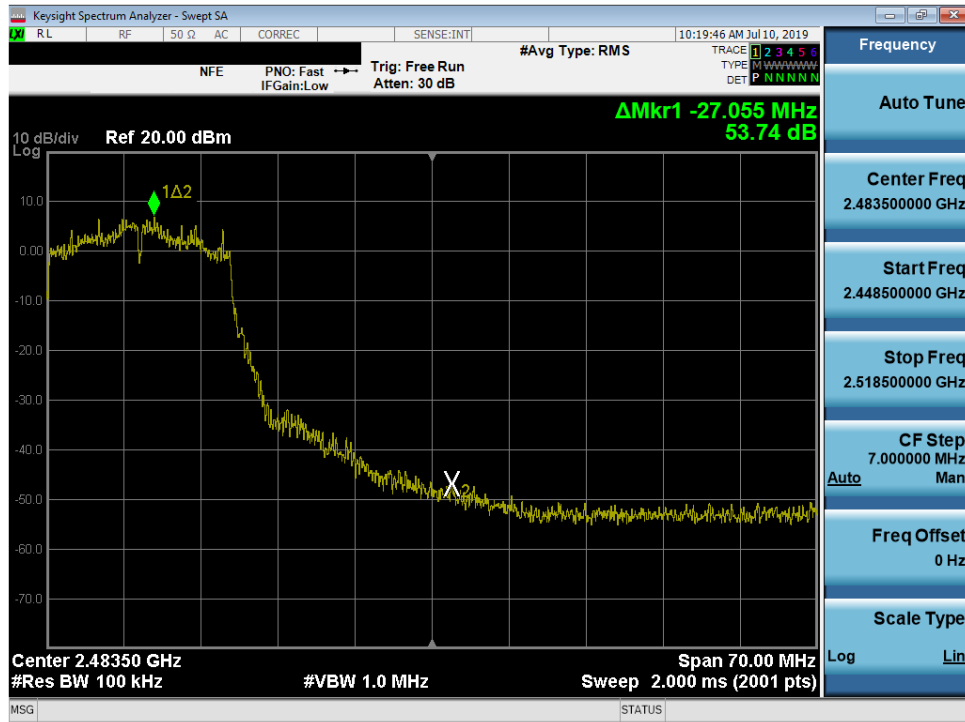 Keysight Spectrum Analyzer - Swept SA
LXI RL RF 50 Ω AC CORREC SENSE:INT 10:19:46 AM Jul 10, 2019
NFE PNO: Fast Trig: Free Run #Avg Type: RMS TRACE 1 2 3 4 5 6
IFGain:Low Atten: 30 dB TYPE M WWWWW
DET P N N N N N
ΔMkr1 -27.055 MHz
53.74 dB
10 dB/div Ref 20.00 dBm
Log
1Δ2
10.0
0.00
-10.0
-20.0
-30.0
-40.0
-50.0
-60.0
-70.0
X2
Center 2.48350 GHz Span 70.00 MHz
#Res BW 100 kHz #VBW 1.0 MHz Sweep 2.000 ms (2001 pts)
MSG STATUS
Frequency
Auto Tune
Center Freq
2.483500000 GHz
Start Freq
2.448500000 GHz
Stop Freq
2.518500000 GHz
CF Step
7.000000 MHz
Auto Man
Freq Offset
0 Hz
Scale Type
Log Lin